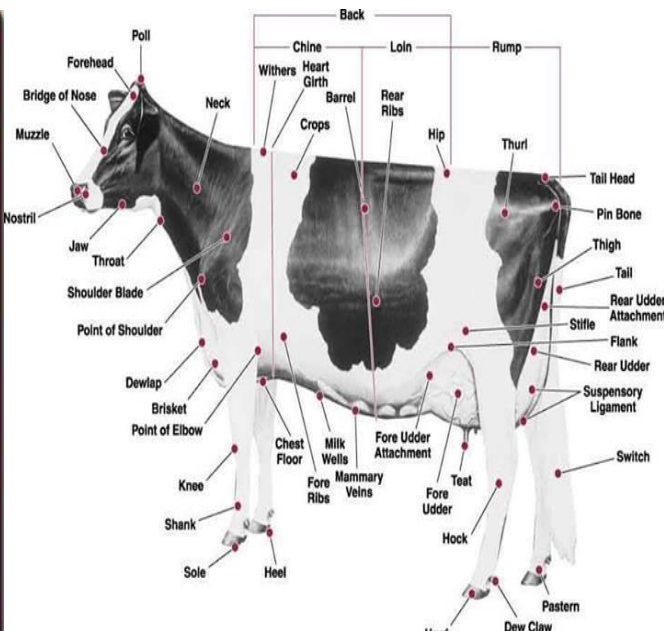 Back
Chine
Loin
Rump
Poll
Forehead
Bridge of Nose
Muzzle
Nostril
Jaw
Throat
Neck
Withers
Heart
Girth
Crops
Barrel
Rear
Ribs
Hip
Thurl
Tail Head
Pin Bone
Thigh
Tail
Rear Udder
Attachment
Stifle
Flank
Rear Udder
Suspensory
Ligament
Switch
Shoulder Blade
Point of Shoulder
Dewlap
Brisket
Point of Elbow
Chest
Floor
Fore
Ribs
Milk
Wells
Mammary
Veins
Fore Udder
Attachment
Fore
Udder
Teat
Knee
Shank
Sole
Heel
Hock
Pastern
Dew Claw